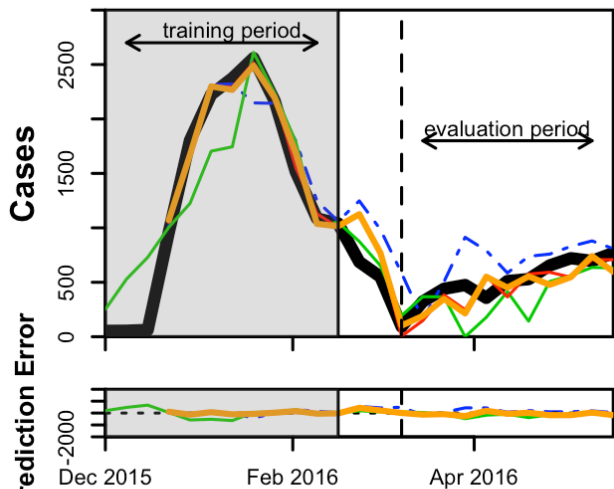 training period
evaluation period
Cases
0
500
1500
2500
rediction Error
-2000
Dec 2015
Feb 2016
Apr 2016